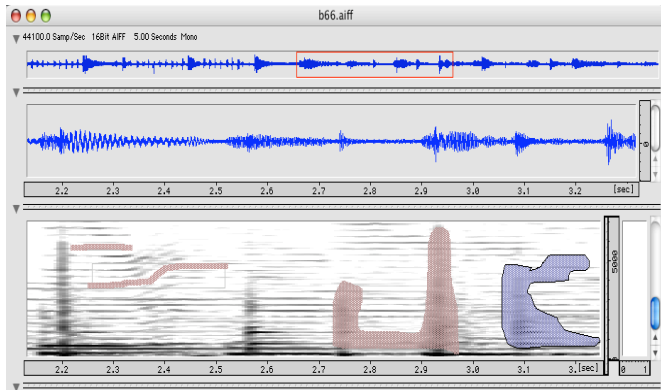 b66.aiff
44100.0 Samp/Sec 16Bit AIFF 5.00 Seconds Mono
0
2.2 2.3 2.4 2.5 2.6 2.7 2.8 2.9 3.0 3.1 3.2 [sec]
5000
2.2 2.3 2.4 2.5 2.6 2.7 2.8 2.9 3.0 3.1 3. [sec] 0 1